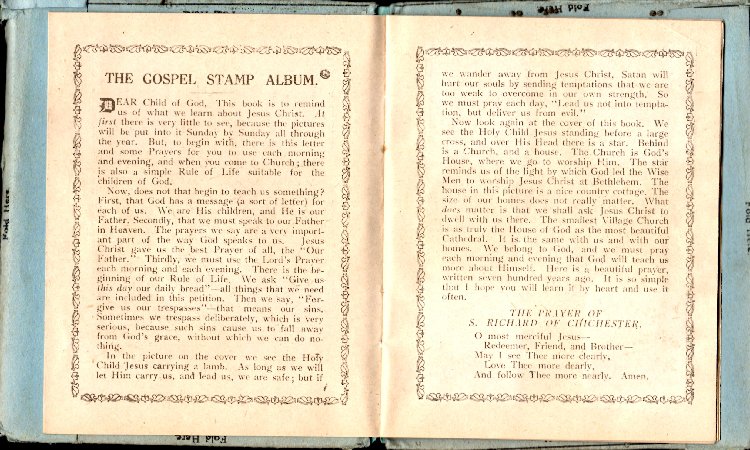 THE GOSPEL STAMP ALBUM.
DEAR Child of God, This book is to remind
us of what we learn about Jesus Christ. At
first there is very little to see, because the pictures
will be put into it Sunday by Sunday all through
the year. But, to begin with, there is this letter
and some Prayers for you to use each morning
and evening, and when you come to Church; there
is also a simple Rule of Life suitable for the
children of God.
Now, does not that begin to teach us something?
First, that God has a message (a sort of letter) for
each of us. We are His children, and He is our
Father. Secondly, that we must speak to our Father
in Heaven. The prayers we say are a very import-
ant part of the way God speaks to us. Jesus
Christ gave us the best Prayer of all, the "Our
Father." Thirdly, we must use the Lord's Prayer
each morning and each evening. There is the be-
ginning of our Rule of Life. We ask "Give us
this day our daily bread"—all things that we need
are included in this petition. Then we say, "For-
give us our trespasses"—that means our sins.
Sometimes we trespass deliberately, which is very
serious, because such sins cause us to fall away
from God's grace, without which we can do no-
thing.
In the picture on the cover we see the Holy
Child Jesus carrying a lamb. As long as we will
let Him carry us, and lead us, we are safe; but if
we wander away from Jesus Christ, Satan will
hurt our souls by sending temptations that we are
too weak to overcome in our own strength. So
we must pray each day, "Lead us not into tempta-
tion, but deliver us from evil."
Now look again at the cover of this book. We
see the Holy Child Jesus standing before a large
cross, and over His Head there is a star. Behind
is a Church, and a house. The Church is God's
House, where we go to worship Him. The star
reminds us of the light by which God led the Wise
Men to worship Jesus Christ at Bethlehem. The
house in this picture is a nice country cottage. The
size of our homes does not really matter. What
does matter is that we shall ask Jesus Christ to
dwell with us there. The smallest Village Church
is as truly the House of God as the most beautiful
Cathedral. It is the same with us and with our
homes. We belong to God, and we must pray
each morning and evening that God will teach us
more about Himself. Here is a beautiful prayer,
written seven hundred years ago. It is so simple
that I hope you will learn it by heart and use it
often.
THE PRAYER OF
S. RICHARD OF CHICHESTER.
O most merciful Jesus—
Redeemer, Friend, and Brother—
May I see Thee more clearly,
Love Thee more dearly,
And follow Thee more nearly. Amen.
Fold Here
Fold Here
Fold Here